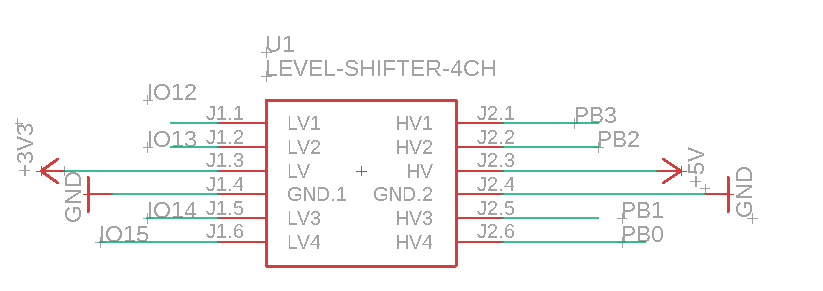 U1
LEVEL-SHIFTER-4CH
IO12
J1.1 LV1 HV1 J2.1 PB3
IO13 J1.2 LV2 HV2 J2.2 PB2
+3V3 J1.3 LV HV J2.3 +5V
GND J1.4 GND.1 GND.2 J2.4 GND
IO14 J1.5 LV3 HV3 J2.5 PB1
IO15 J1.6 LV4 HV4 J2.6 PB0